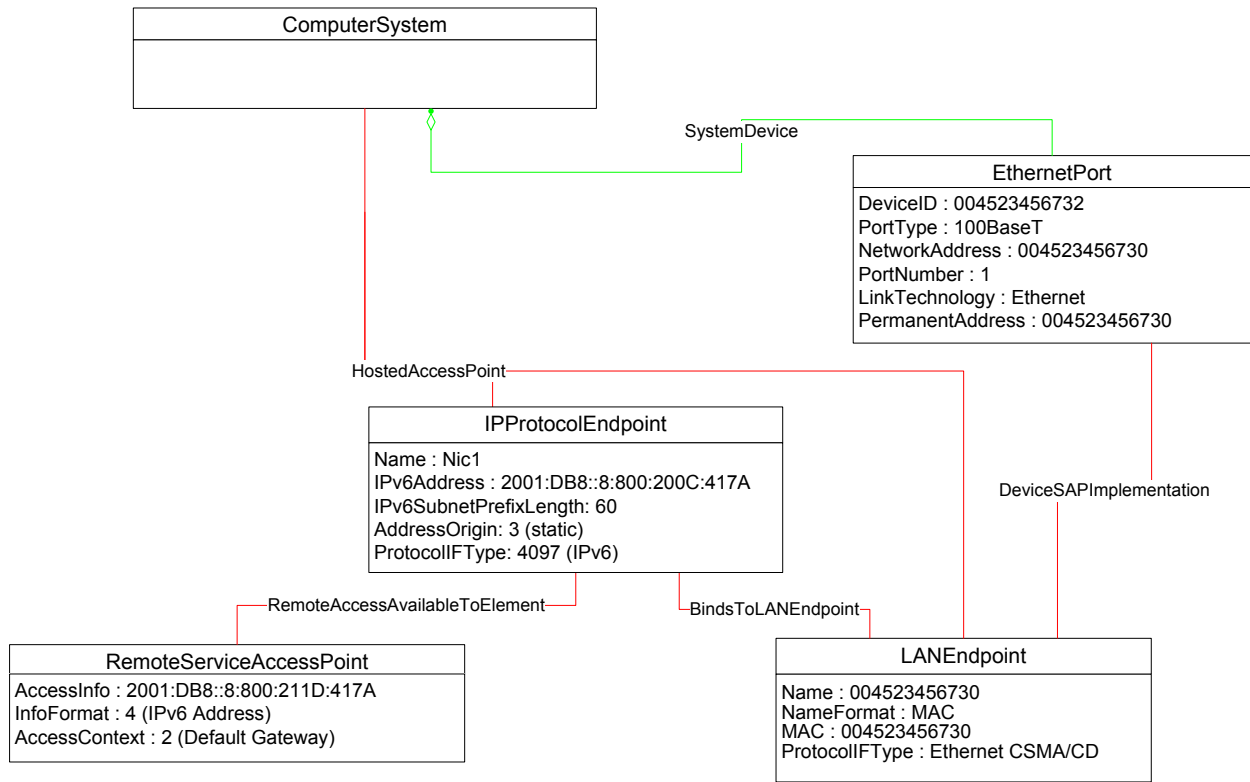 ComputerSystem
SystemDevice
EthernetPort
DeviceID : 004523456732
PortType : 100BaseT
NetworkAddress : 004523456730
PortNumber : 1
LinkTechnology : Ethernet
PermanentAddress : 004523456730
HostedAccessPoint
IPProtocolEndpoint
Name : Nic1
IPv6Address : 2001:DB8::8:800:200C:417A
IPv6SubnetPrefixLength: 60
AddressOrigin: 3 (static)
ProtocolIFType: 4097 (IPv6)
DeviceSAPImplementation
RemoteAccessAvailableToElement
BindsToLANEndpoint
RemoteServiceAccessPoint
AccessInfo : 2001:DB8::8:800:211D:417A
InfoFormat : 4 (IPv6 Address)
AccessContext : 2 (Default Gateway)
LANEndpoint
Name : 004523456730
NameFormat : MAC
MAC : 004523456730
ProtocolIFType : Ethernet CSMA/CD